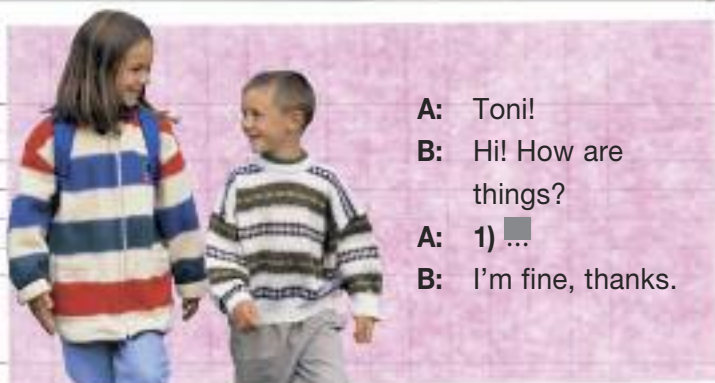 A: Toni!
B: Hi! How are
things?
A: 1) ...
B: I'm fine, thanks.